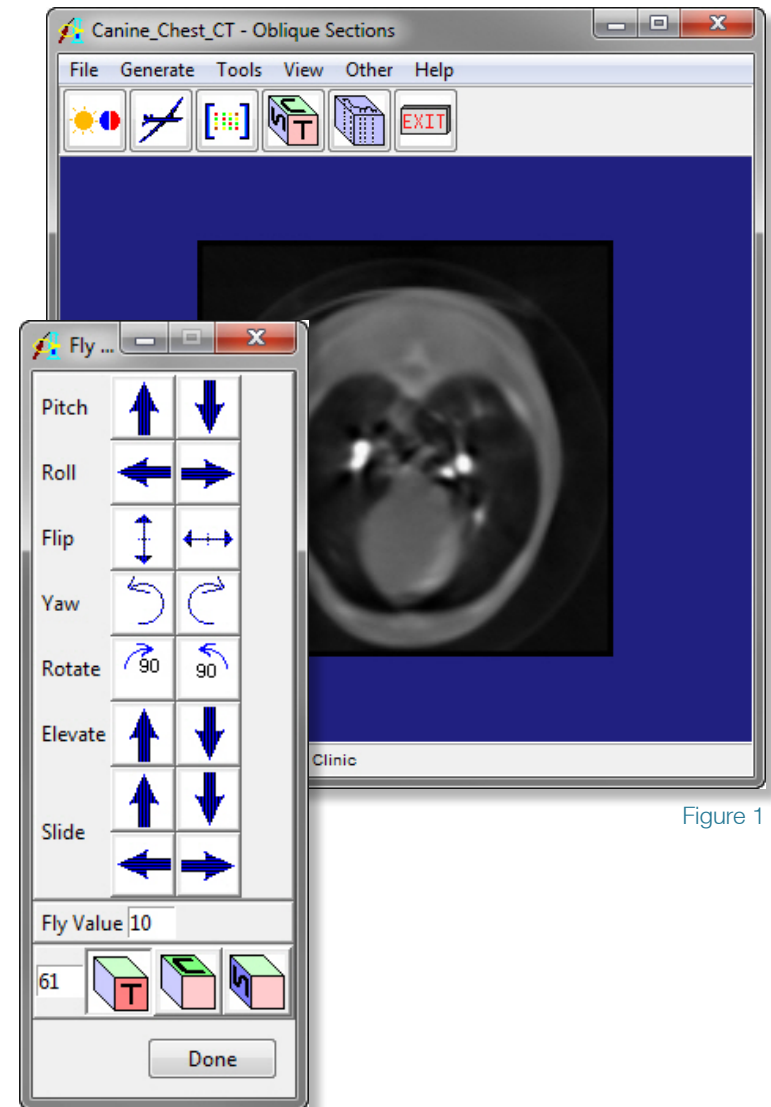 Canine_Chest_CT - Oblique Sections
File Generate Tools View Other Help
EXIT
Clinic
Figure 1
Fly ...
Pitch
Roll
Flip
Yaw
Rotate 90 90
Elevate
Slide
Fly Value 10
61 T
Done